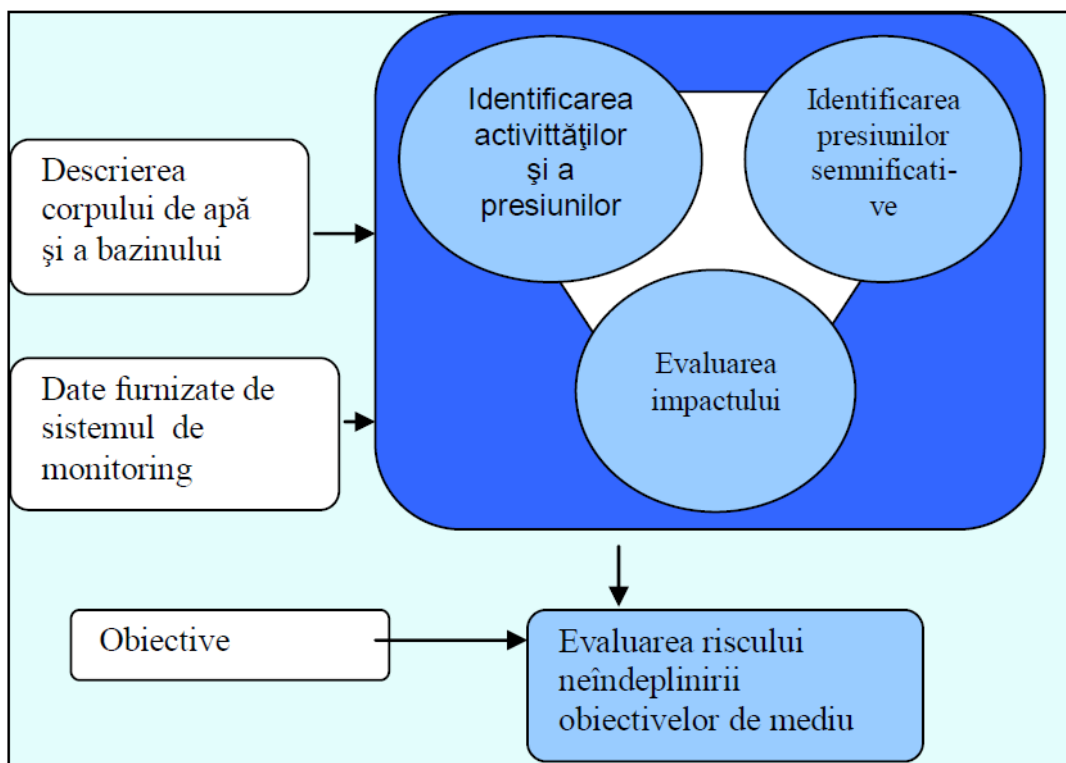 Identificarea
activittăţilor
şi a
presiunilor
Identificarea
presiunilor
semnificati-
ve
Descrierea
corpului de apă
şi a bazinului
Evaluarea
impactului
Date furnizate de
sistemul de
monitoring
Obiective
Evaluarea riscului
neîndeplinirii
obiectivelor de mediu